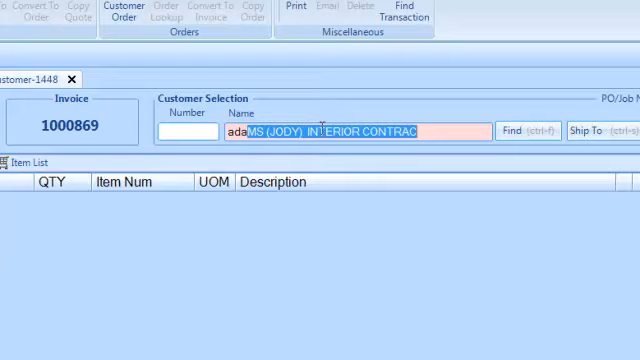 Convert To Quote Copy Quote Customer Order Order Lookup Convert To Invoice Copy Order Print Email Delete Find Transaction
Orders Miscellaneous
ustomer-1448
Invoice Customer Selection PO/Job N
Number Name
1000869 adaMS (JODY) INTERIOR CONTRAC Find (ctrl-f) Ship To (ctrl-s)
Item List
QTY Item Num UOM Description